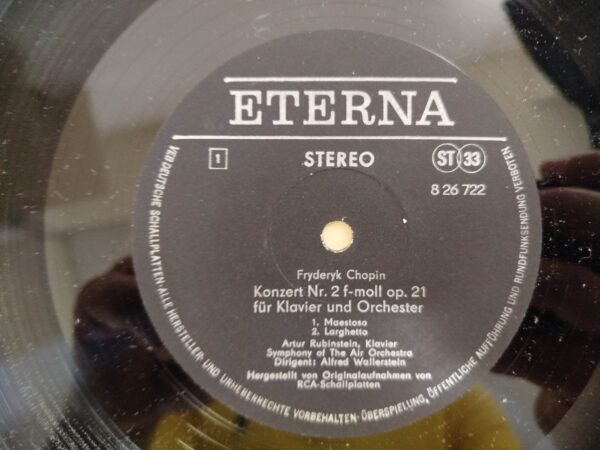 ETERNA
1
STEREO
ST 33
8 26 722
Fryderyk Chopin
Konzert Nr. 2 f-moll op. 21
für Klavier und Orchester
1. Maestoso
2. Larghetto
Artur Rubinstein, Klavier
Symphony of The Air Orchestra
Dirigent: Alfred Wallerstein
Hergestellt von Originalaufnahmen von
RCA-Schallplatten
VEB DEUTSCHE SCHALLPLATTEN · ALLE HERSTELLER- UND URHEBERRECHTE VORBEHALTEN · ÜBERSPIELUNG, ÖFFENTLICHE AUFFÜHRUNG UND RUNDFUNKSENDUNG VERBOTEN